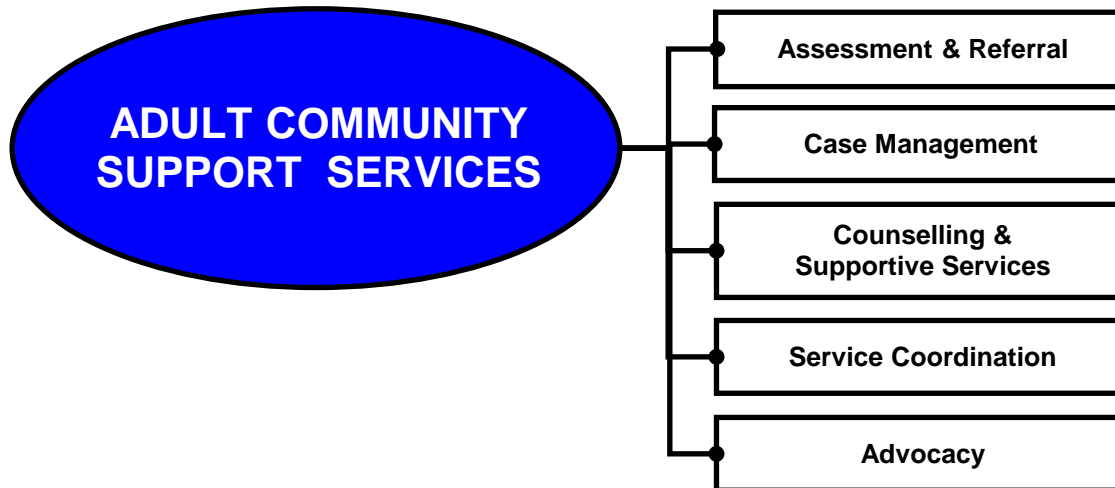 ADULT COMMUNITY
SUPPORT SERVICES
Assessment & Referral
Case Management
Counselling &
Supportive Services
Service Coordination
Advocacy